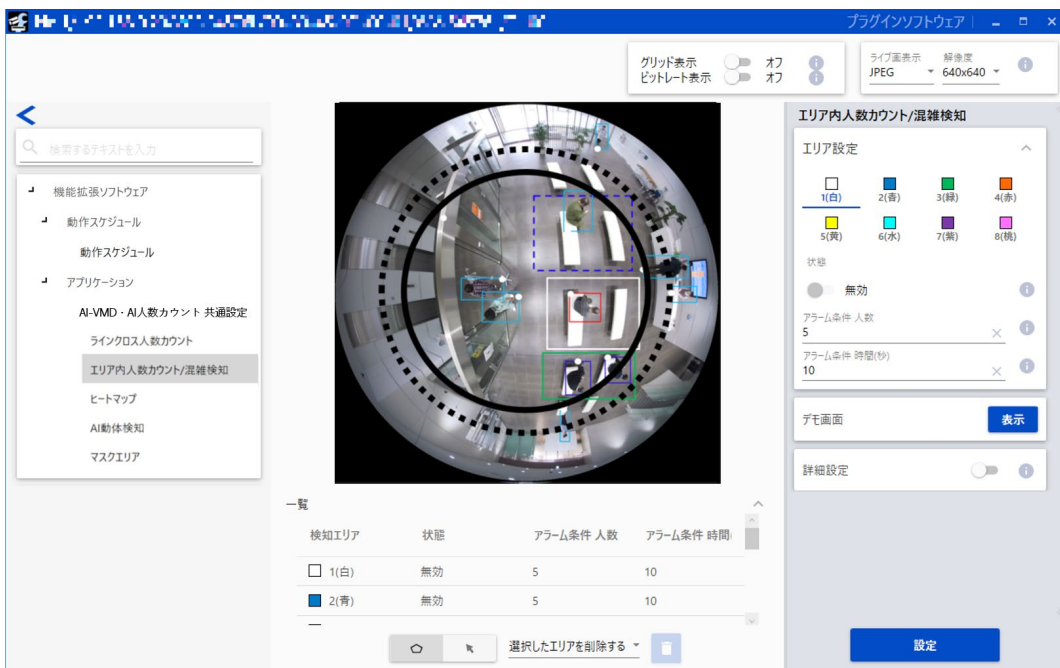 プラグインソフトウェア
グリッド表示 オフ
ビットレート表示 オフ
ライブ画表示 解像度
JPEG 640x640
検索するテキストを入力
機能拡張ソフトウェア
動作スケジュール
動作スケジュール
アプリケーション
AI-VMD・AI人数カウント 共通設定
ラインクロス人数カウント
エリア内人数カウント/混雑検知
ヒートマップ
AI動体検知
マスクエリア
一覧
検知エリア 状態 アラーム条件 人数 アラーム条件 時間(
1(白) 無効 5 10
2(青) 無効 5 10
選択したエリアを削除する
エリア内人数カウント/混雑検知
エリア設定
1(白) 2(青) 3(緑) 4(赤)
5(黄) 6(水) 7(紫) 8(桃)
状態
無効
アラーム条件 人数
5
アラーム条件 時間(秒)
10
デモ画面 表示
詳細設定
設定